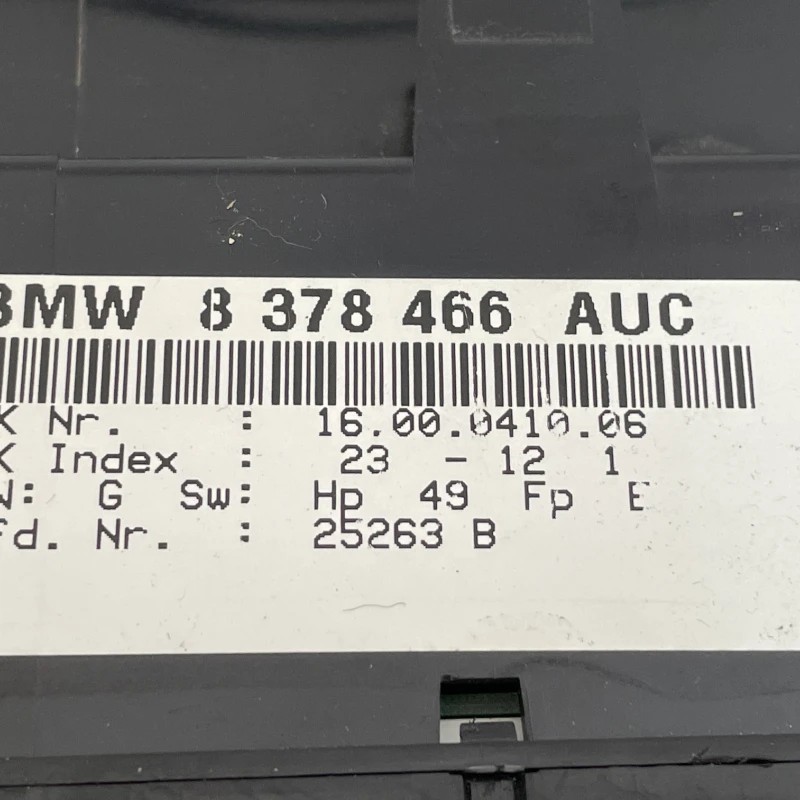 BMW 8 378 466 AUC
K Nr. : 16.00.0410.06
K Index : 23 - 12 1
W: G Sw: Hp 49 Fp E
fd. Nr. : 25263 B